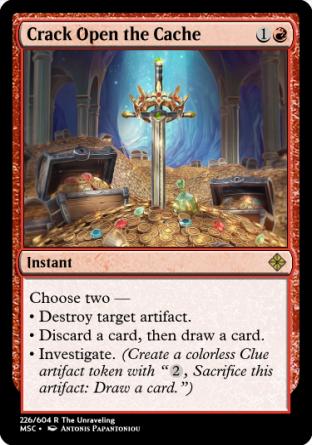 Crack Open the Cache 1
Instant
Choose two —
• Destroy target artifact.
• Discard a card, then draw a card.
• Investigate. (Create a colorless Clue
artifact token with “2, Sacrifice this
artifact: Draw a card.”)
226/604 R The Unraveling
MSC • Antonis Papantoniou